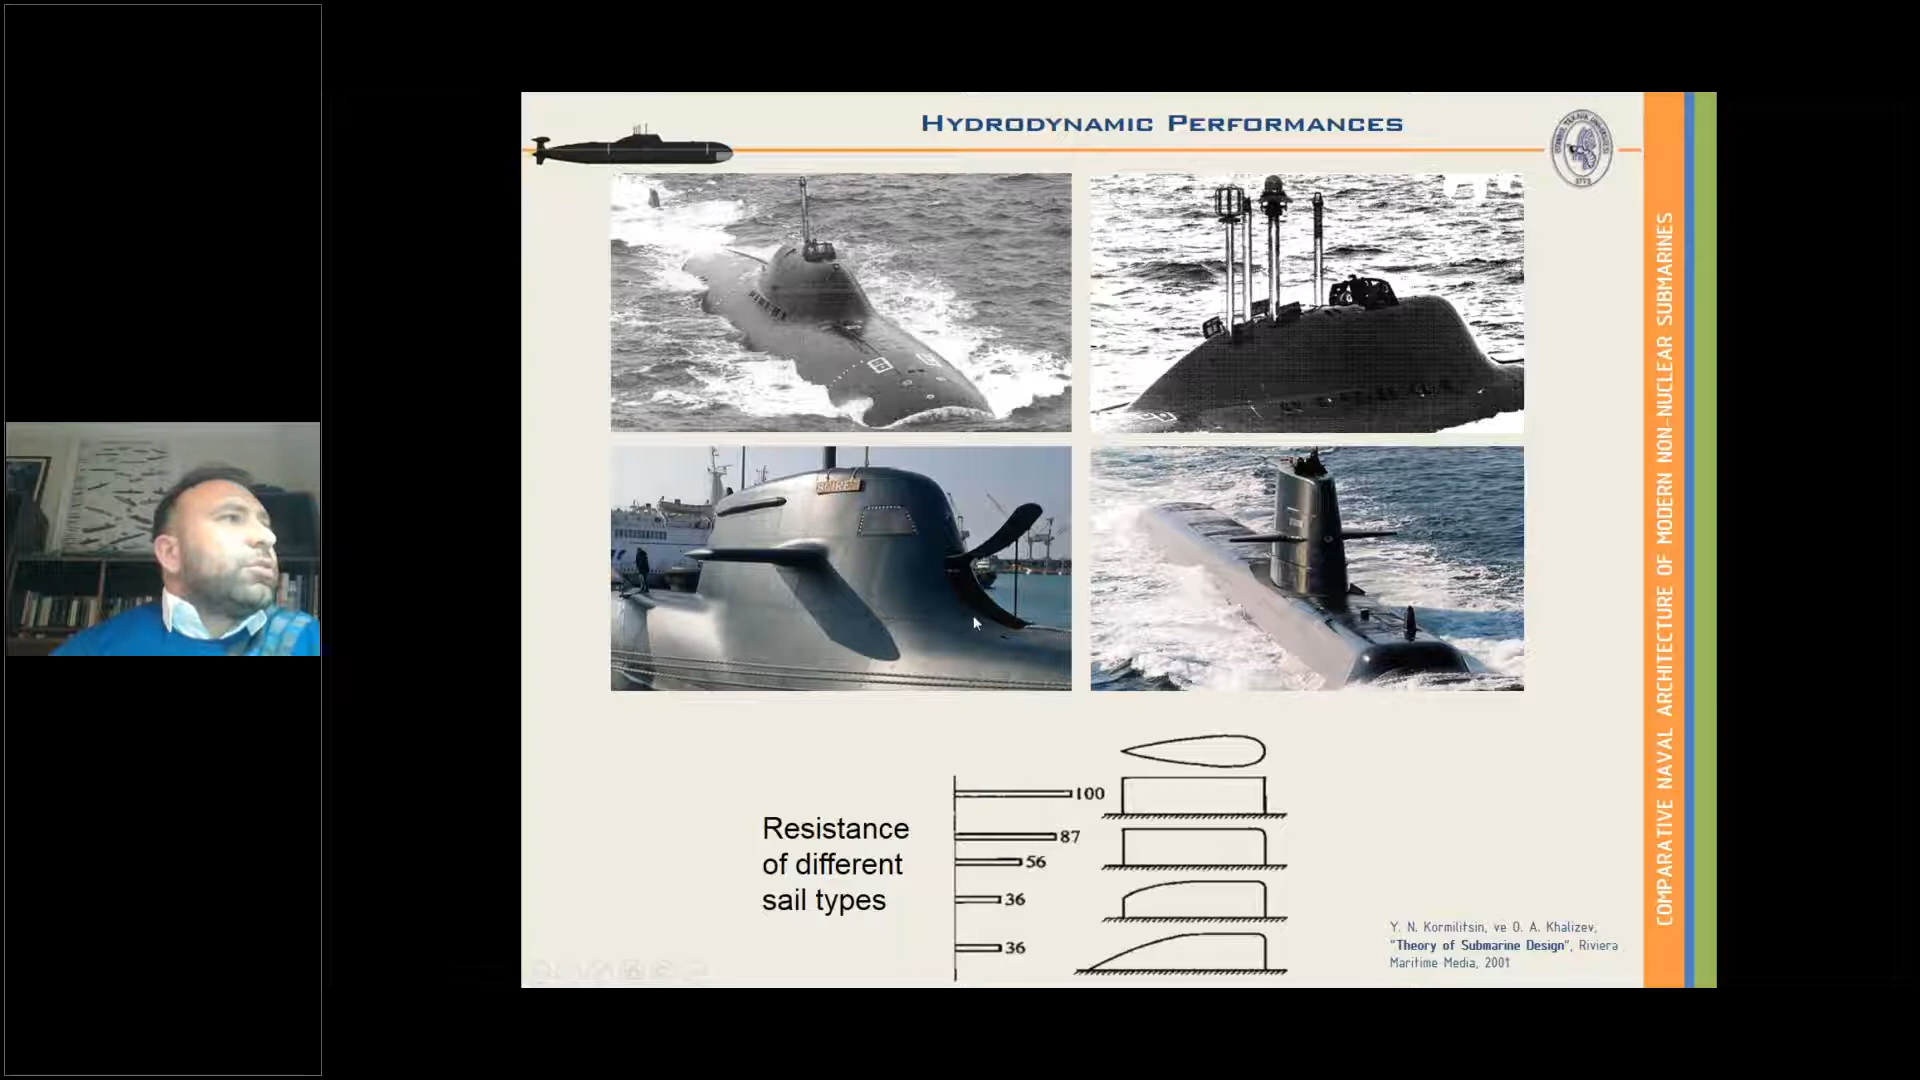 HYDRODYNAMIC PERFORMANCES
SCIRE'
Resistance
of different
sail types
100
87
56
36
36
Y. N. Kormilitsin, ve O. A. Khalizev,
"Theory of Submarine Design", Riviera
Maritime Media, 2001
COMPARATIVE NAVAL ARCHITECTURE OF MODERN NON-NUCLEAR SUBMARINES